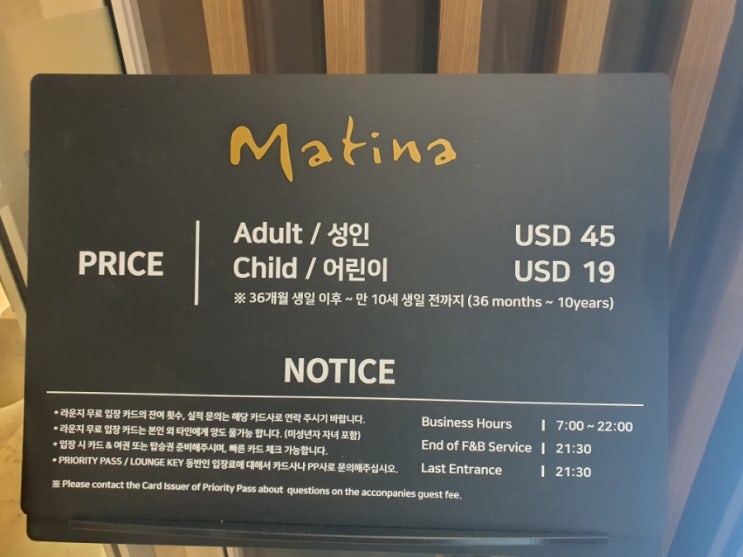 Matina
PRICE
Adult / 성인 USD 45
Child / 어린이 USD 19
※ 36개월 생일 이후 ~ 만 10세 생일 전까지 (36 months ~ 10years)
NOTICE
• 라운지 무료 입장 카드의 잔여 횟수, 실적 문의는 해당 카드사로 연락 주시기 바랍니다.
• 라운지 무료 입장 카드는 본인 외 타인에게 양도 불가능 합니다. (미성년자 자녀 포함)
• 입장 시 카드 & 여권 또는 탑승권 준비해주시며, 빠른 카드 체크 가능합니다.
• PRIORITY PASS / LOUNGE KEY 동반인 입장료에 대해서 카드사나 PP사로 문의해주십시오.
※ Please contact the Card Issuer of Priority Pass about questions on the acconpanies guest fee.
Business Hours | 7:00 ~ 22:00
End of F&B Service | 21:30
Last Entrance | 21:30